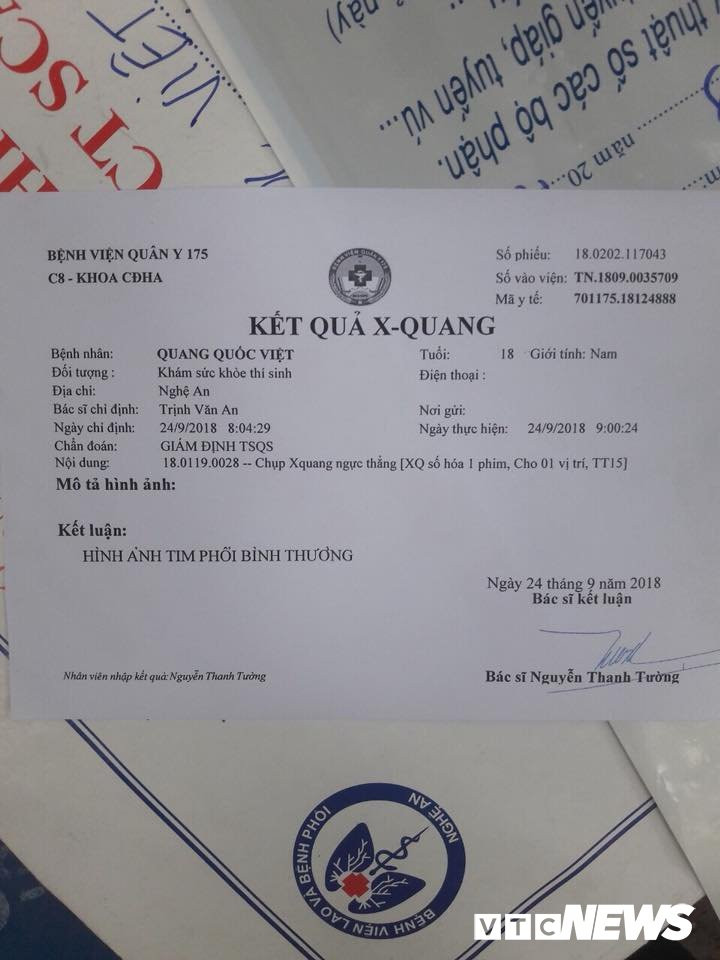 CT SC
VIỆT
này)
tuyến giáp, tuyến vú...
thuật số các bộ phận.
năm 20
BỆNH VIỆN QUÂN Y 175
C8 - KHOA CĐHA
Số phiếu: 18.0202.117043
Số vào viện: TN.1809.0035709
Mã y tế: 701175.18124888
KẾT QUẢ X-QUANG
Bệnh nhân: QUANG QUỐC VIỆT Tuổi: 18 Giới tính: Nam
Đối tượng : Khám sức khỏe thí sinh Điện thoại :
Địa chỉ: Nghệ An
Bác sĩ chỉ định: Trịnh Văn An Nơi gửi:
Ngày chỉ định: 24/9/2018 8:04:29 Ngày thực hiện: 24/9/2018 9:00:24
Chẩn đoán: GIÁM ĐỊNH TSQS
Nội dung: 18.0119.0028 -- Chụp Xquang ngực thẳng [XQ số hóa 1 phim, Cho 01 vị trí, TT15]
Mô tả hình ảnh:
Kết luận:
HÌNH ẢNH TIM PHỔI BÌNH THƯƠNG
Ngày 24 tháng 9 năm 2018
Bác sĩ kết luận
Nhân viên nhập kết quả: Nguyễn Thanh Tường
Bác sĩ Nguyễn Thanh Tường
BỆNH VIỆN LAO VÀ BỆNH PHỔI
NGHỆ AN
VTC NEWS